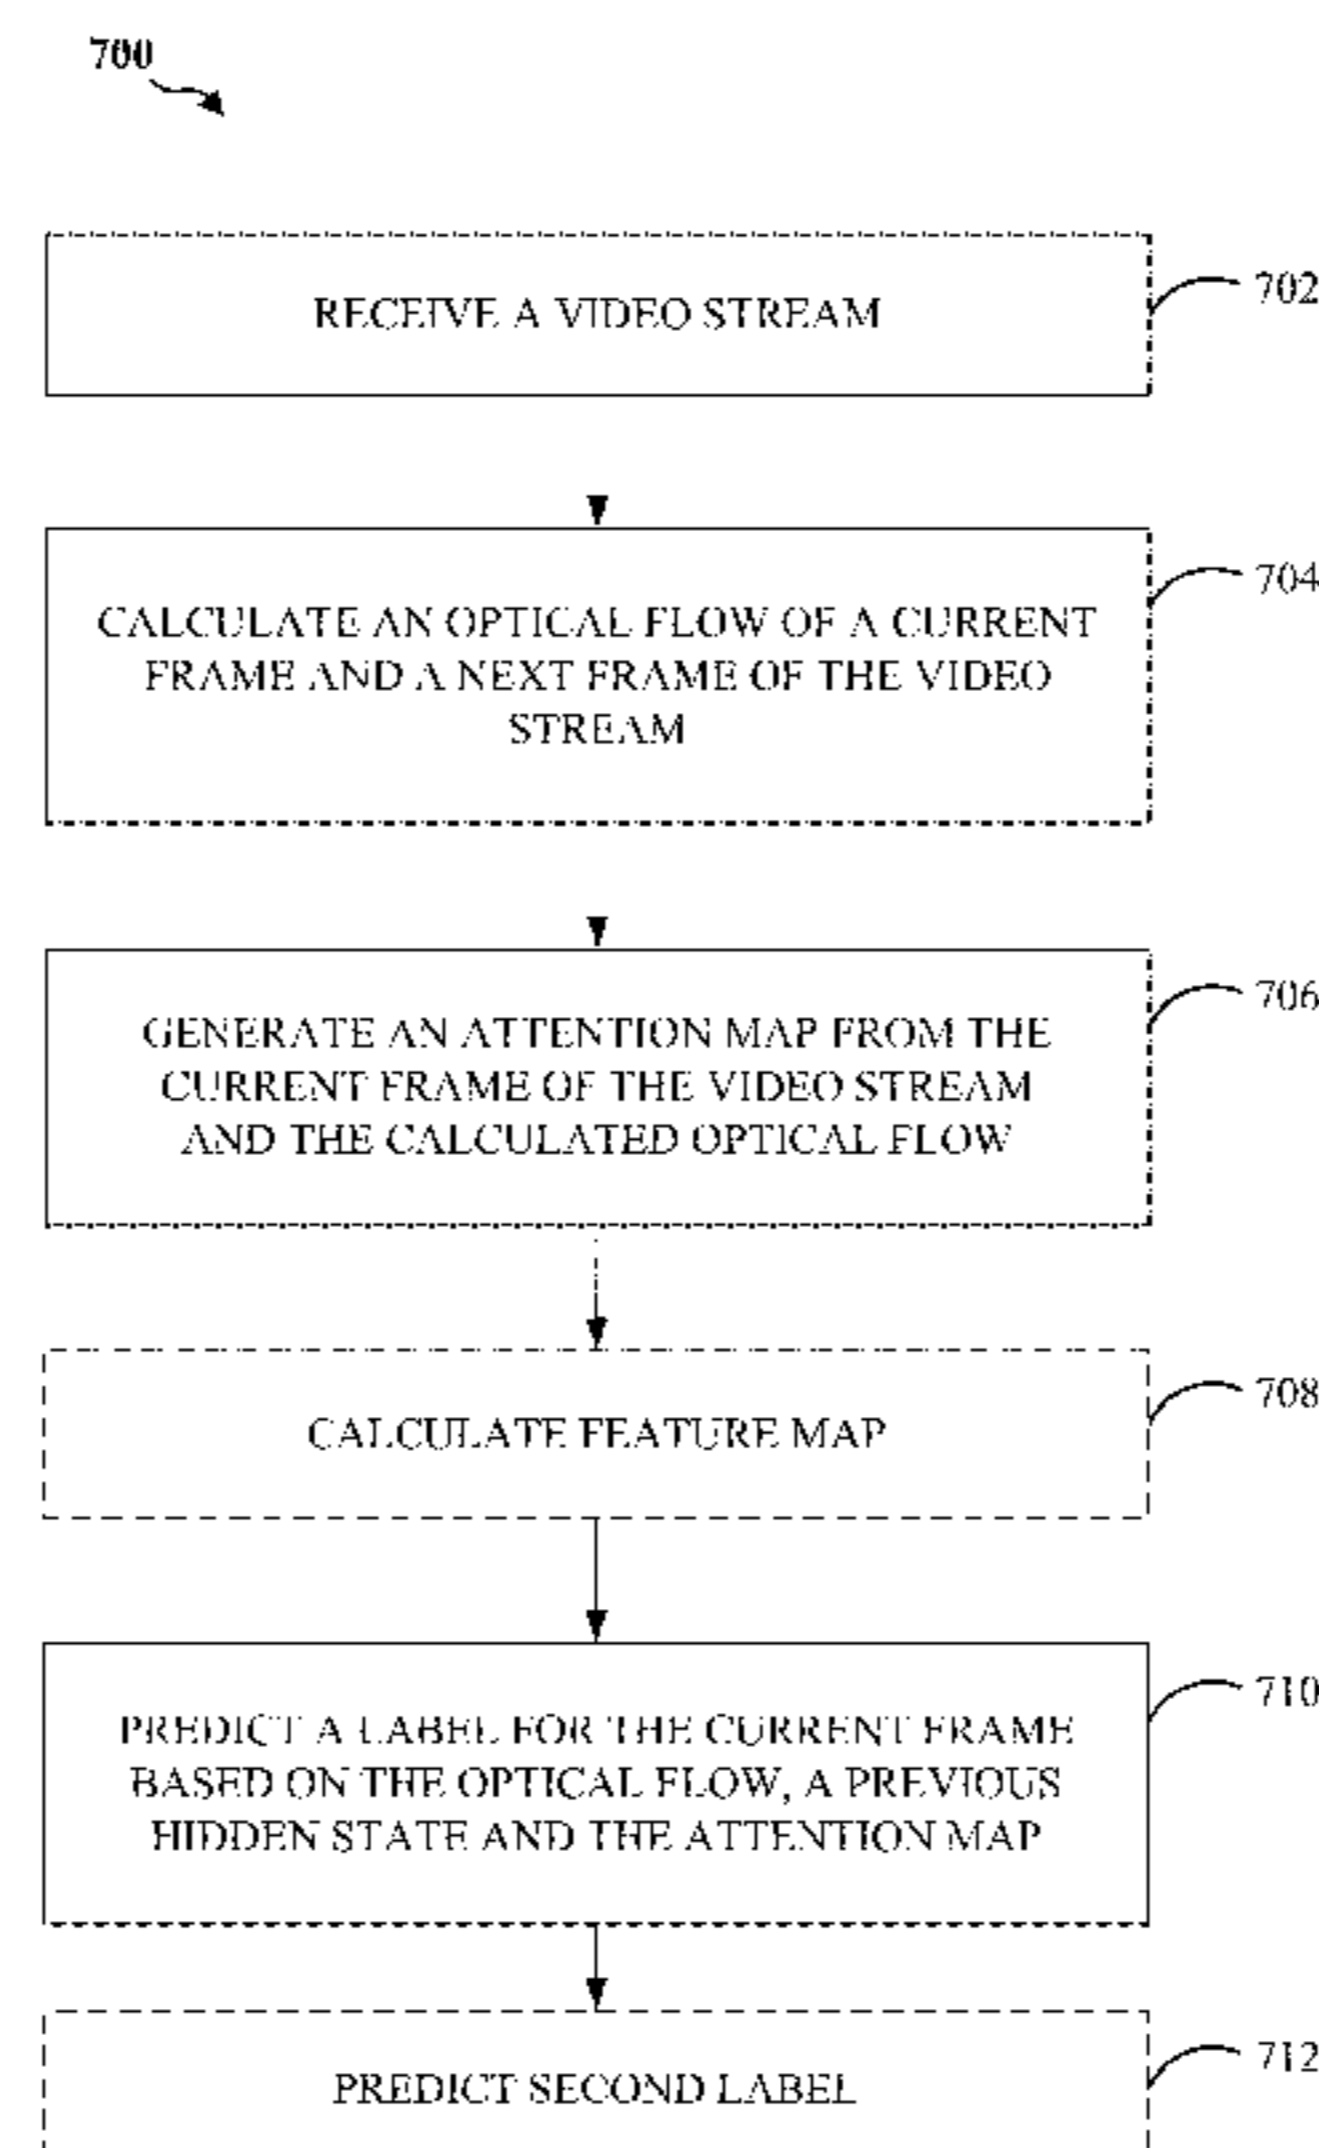 700
RECEIVE A VIDEO STREAM
702
CALCULATE AN OPTICAL FLOW OF A CURRENT
FRAME AND A NEXT FRAME OF THE VIDEO
STREAM
704
GENERATE AN ATTENTION MAP FROM THE
CURRENT FRAME OF THE VIDEO STREAM
AND THE CALCULATED OPTICAL FLOW
706
CALCULATE FEATURE MAP
708
PREDICT A LABEL FOR THE CURRENT FRAME
BASED ON THE OPTICAL FLOW, A PREVIOUS
HIDDEN STATE AND THE ATTENTION MAP
710
PREDICT SECOND LABEL
712